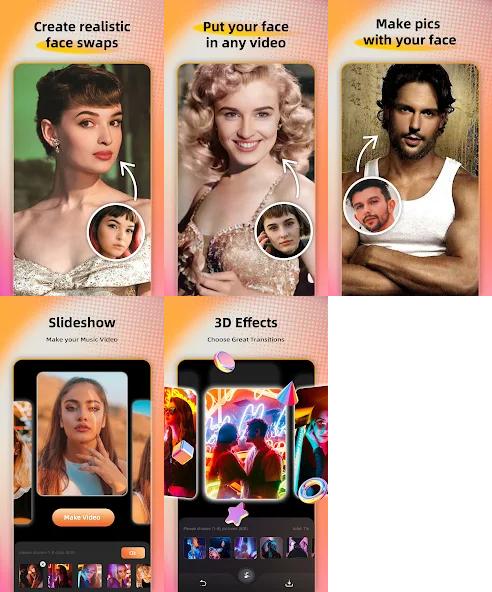 Create realistic
face swaps
Put your face
in any video
Make pics
with your face
Slideshow
Make your Music Video
Make Video
3D Effects
Choose Great Transitions